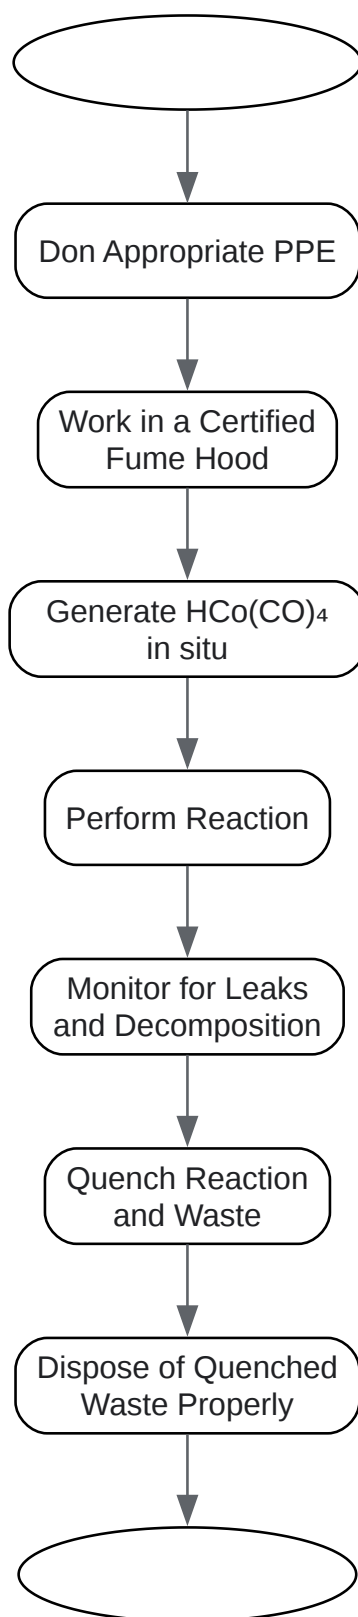 Don Appropriate PPE
Work in a Certified
Fume Hood
Generate HCo(CO)₄
in situ
Perform Reaction
Monitor for Leaks
and Decomposition
Quench Reaction
and Waste
Dispose of Quenched
Waste Properly